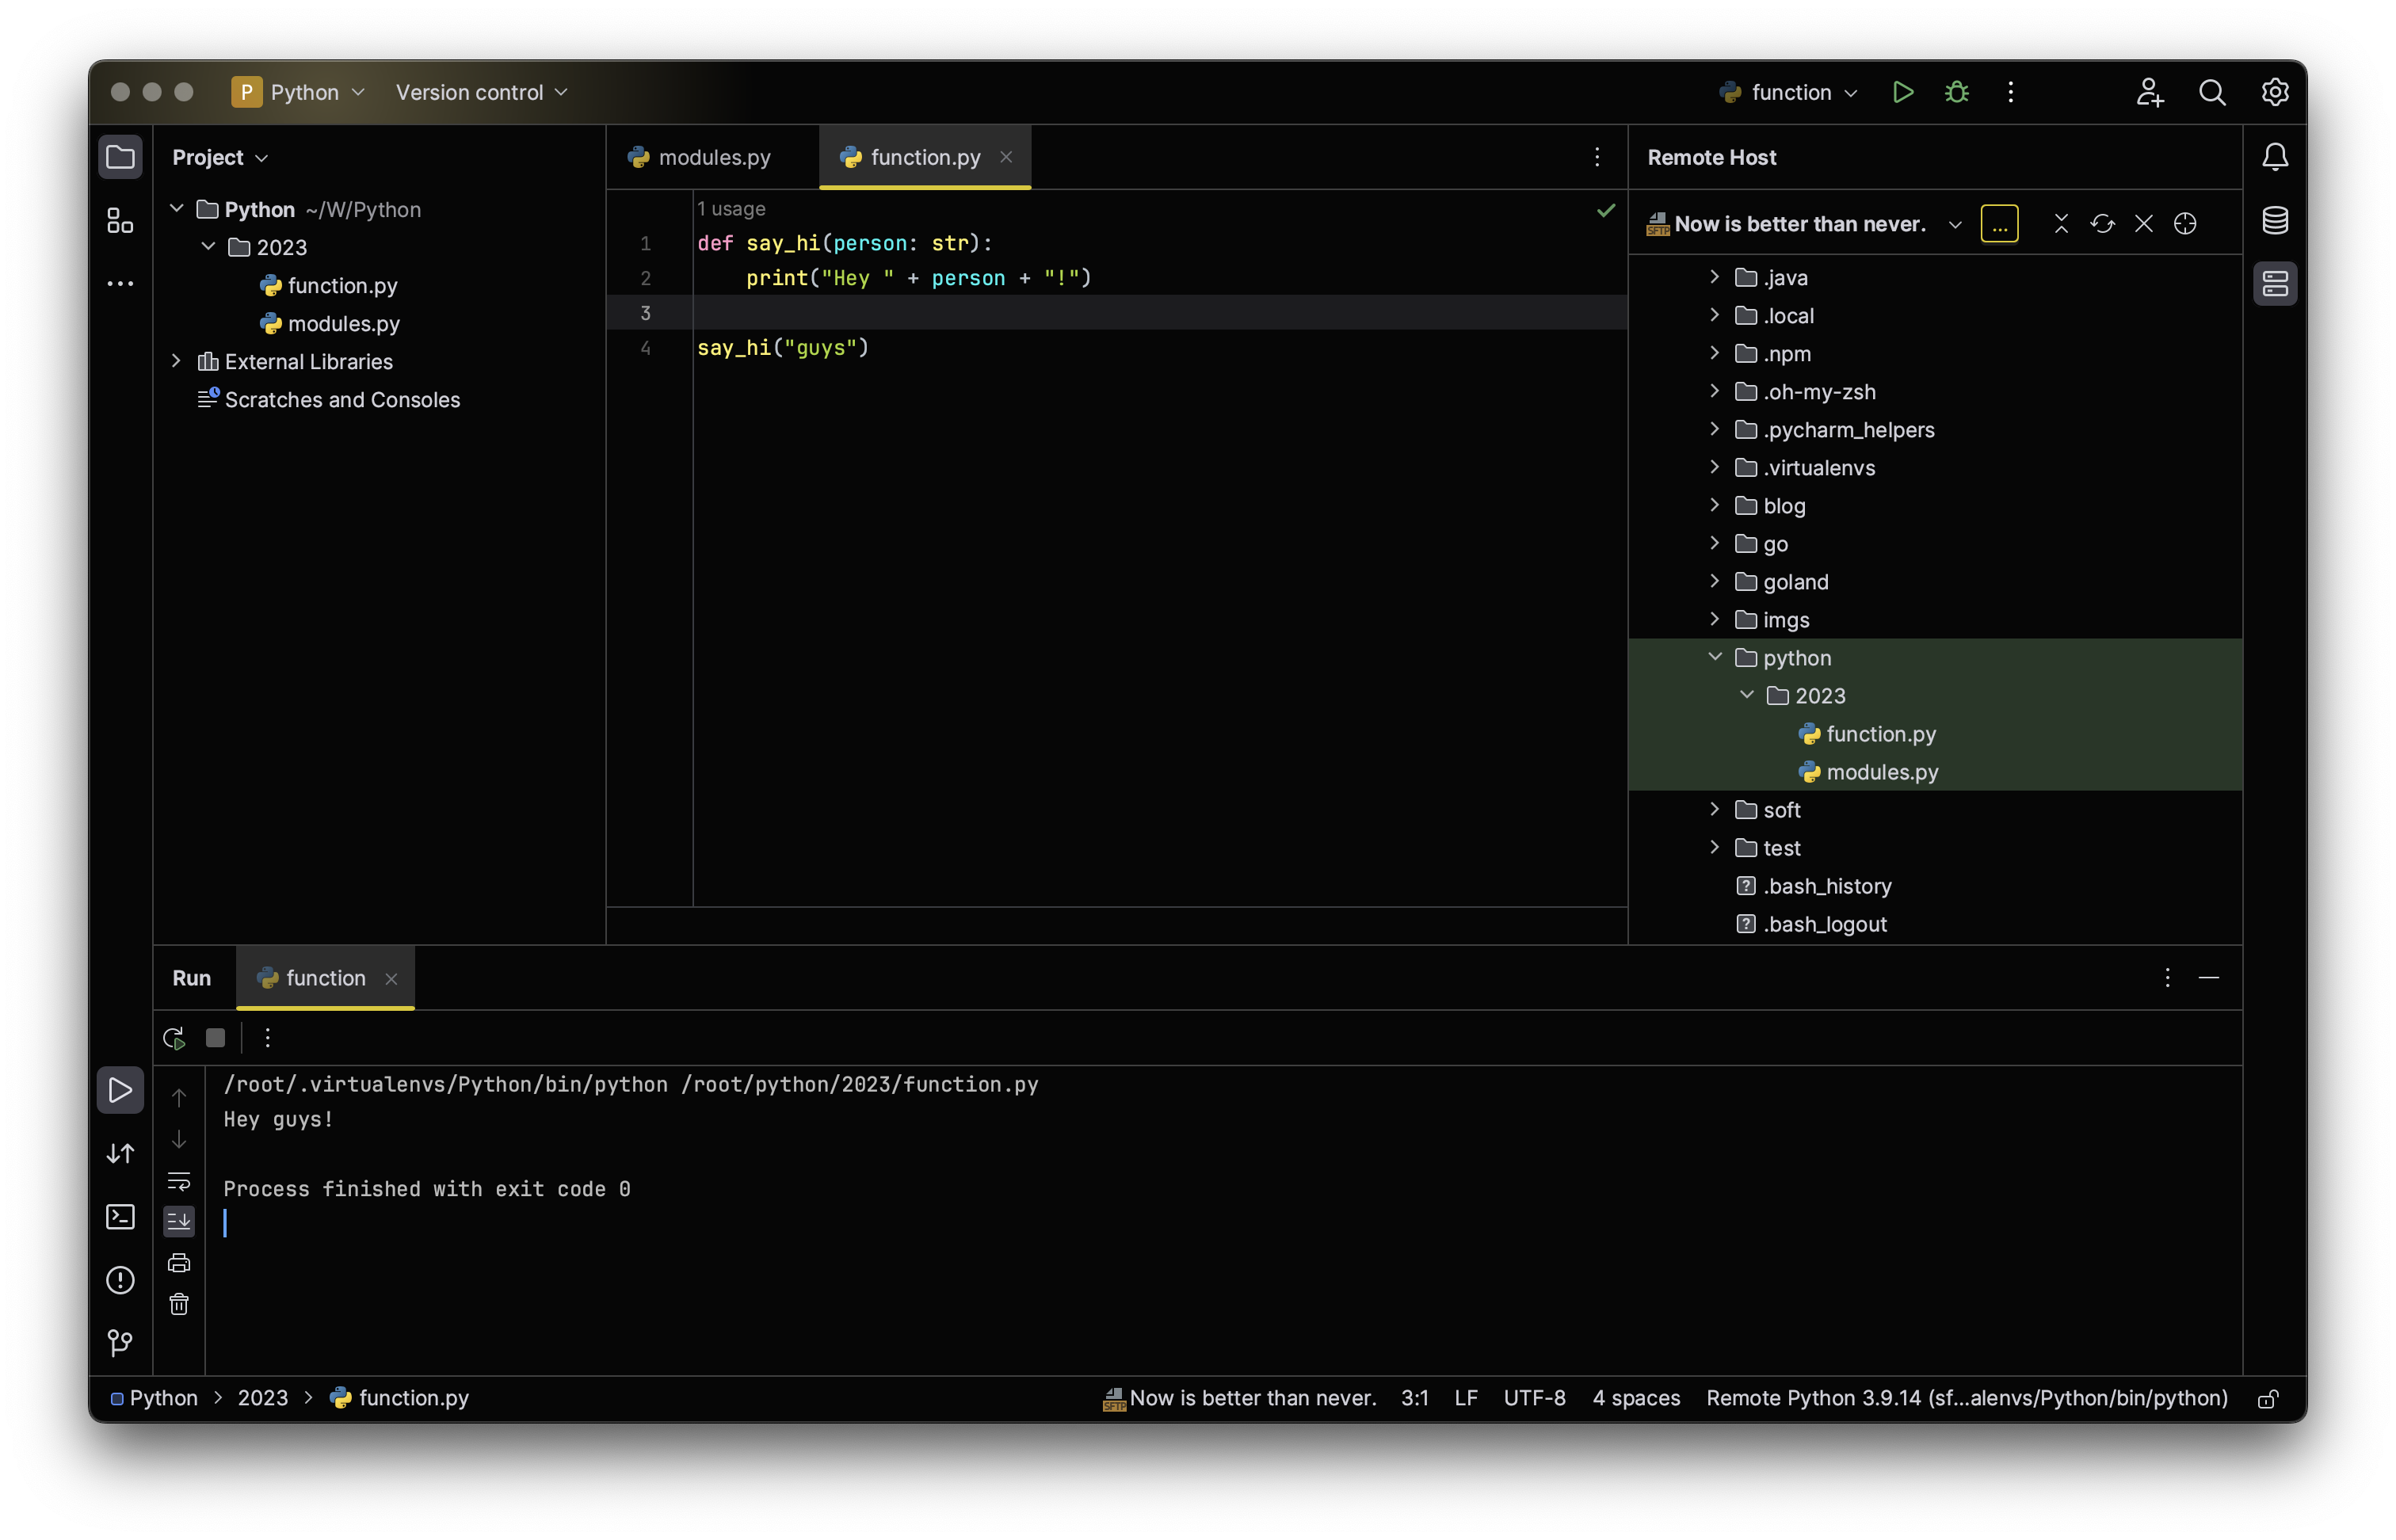 P Python Version control function
Project
Python ~/W/Python
2023
function.py
modules.py
External Libraries
Scratches and Consoles
modules.py function.py
1 usage
1 def say_hi(person: str):
2 print("Hey " + person + "!")
3
4 say_hi("guys")
Remote Host
SFTP Now is better than never. ...
.java
.local
.npm
.oh-my-zsh
.pycharm_helpers
.virtualenvs
blog
go
goland
imgs
python
2023
function.py
modules.py
soft
test
.bash_history
.bash_logout
Run function
/root/.virtualenvs/Python/bin/python /root/python/2023/function.py
Hey guys!
Process finished with exit code 0
Python > 2023 > function.py SFTP Now is better than never. 3:1 LF UTF-8 4 spaces Remote Python 3.9.14 (sf...alenvs/Python/bin/python)